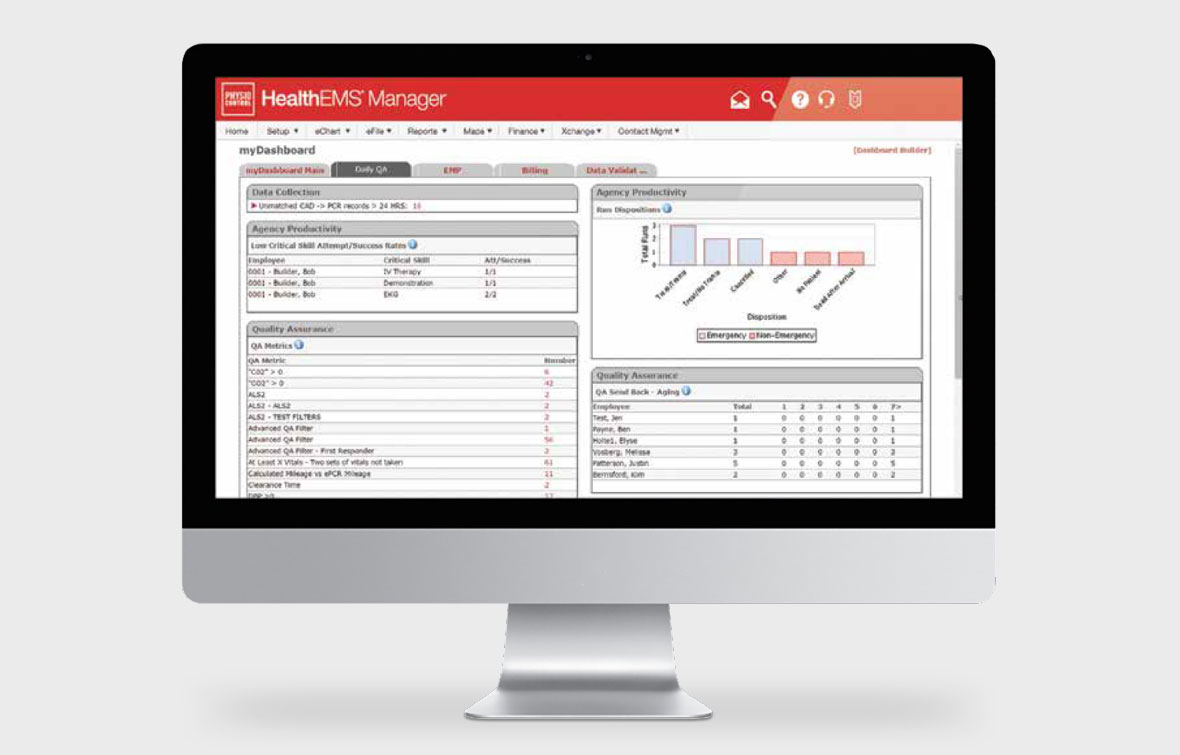 PHYSIO
CONTROL
HealthEMS® Manager
Home Setup ▼ eChart ▼ eFile ▼ Reports ▼ Maps ▼ Finance ▼ Xchange ▼ Contact Mgmt ▼
myDashboard
[Dashboard Builder]
myDashboard Main Daily QA EMP Billing Data Validat ...
Data Collection
Unmatched CAD -> PCR records > 24 HRS: 16
Agency Productivity
Low Critical Skill Attempt/Success Rates
Employee Critical Skill Att/Success
0001 - Builder, Bob IV Therapy 1/1
0001 - Builder, Bob Demonstration 1/1
0001 - Builder, Bob EKG 2/2
Quality Assurance
QA Metrics
QA Metric Number
"CO2" > 0 6
"CO2" > 0 42
ALS2 2
ALS2 - ALS2 2
ALS2 - TEST FILTERS 2
Advanced QA Filter 1
Advanced QA Filter 56
Advanced QA Filter - First Responder 2
At Least X Vitals - Two sets of vitals not taken 61
Calculated Mileage vs ePCR Mileage 11
Clearance Time 2
DBP >0
Agency Productivity
Run Dispositions
Total Runs
3
2
1
0
Treat/Trans
Treat/No Trans
Cancelled
Other
No Patient
Dead After Arrival
Disposition
Emergency Non-Emergency
Quality Assurance
QA Send Back - Aging
Employee Total 1 2 3 4 5 6 7>
Test, Jen 1 0 0 0 0 0 0 1
Payne, Ben 1 0 0 0 0 0 0 1
Elyse 1 0 0 0 0 0 0 1
Vosberg, Melissa 3 0 0 0 0 0 0 3
Patterson, Justin 5 0 0 0 0 0 0 5
Kim 2 0 0 0 0 0 0 2